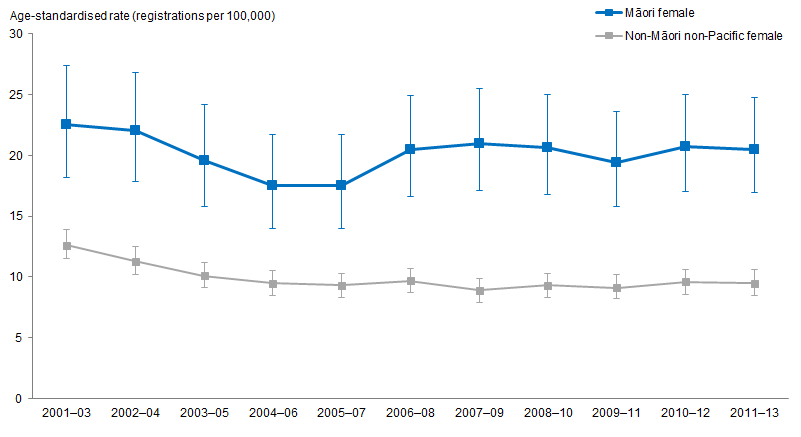 Age-standardised rate (registrations per 100,000)
Māori female
Non-Māori non-Pacific female
30
25
20
15
10
5
0
2001–03 2002–04 2003–05 2004–06 2005–07 2006–08 2007–09 2008–10 2009–11 2010–12 2011–13